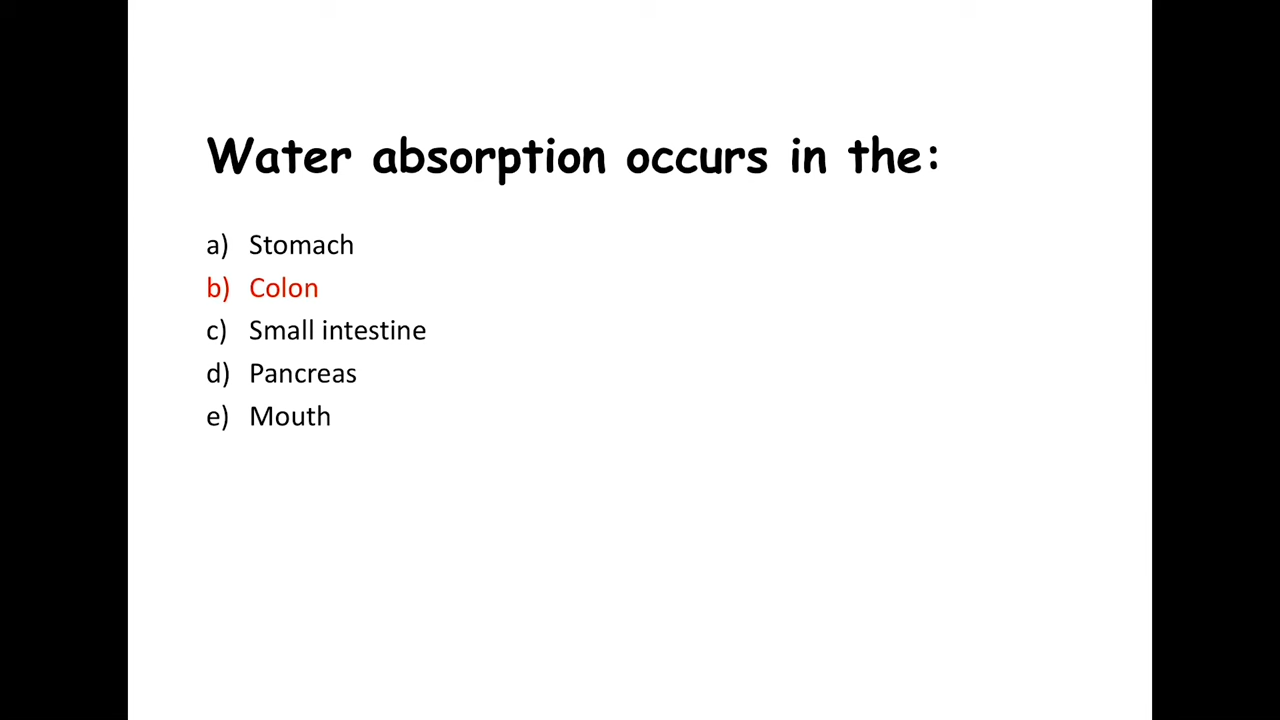 Water absorption occurs in the:
a) Stomach
b) Colon
c) Small intestine
d) Pancreas
e) Mouth